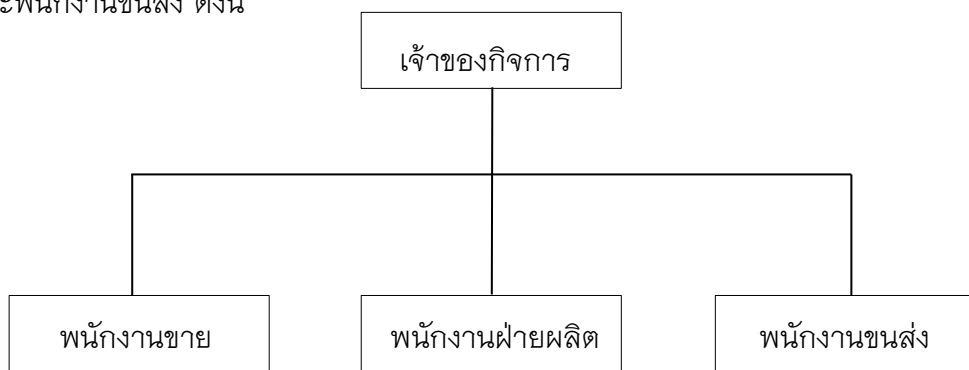 ะพนักงานขนส่ง ดังนี้
เจ้าของกิจการ
พนักงานขาย
พนักงานฝ่ายผลิต
พนักงานขนส่ง